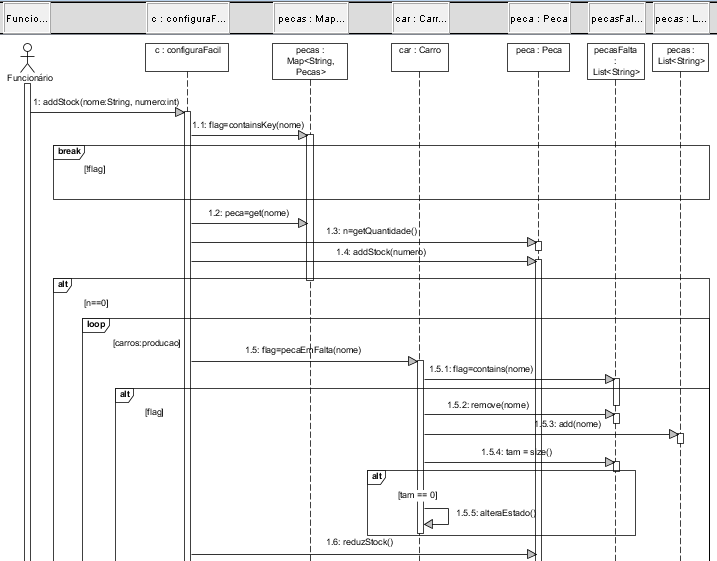 Funcio...
c : configuraF...
pecas : Map...
car : Carr...
peca : Peca
pecasFal...
pecas : L...
Funcionário
c : configuraFacil
pecas :
Map<String,
Pecas>
car : Carro
peca : Peca
pecasFalta
:
List<String>
pecas :
List<String>
1: addStock(nome:String, numero:int)
1.1: flag=containsKey(nome)
break
[!flag]
1.2: peca=get(nome)
1.3: n=getQuantidade()
1.4: addStock(numero)
alt
[n==0]
loop
[carros:producao]
1.5: flag=pecaEmFalta(nome)
1.5.1: flag=contains(nome)
alt
[flag]
1.5.2: remove(nome)
1.5.3: add(nome)
1.5.4: tam = size()
alt
[tam == 0]
1.5.5: alteraEstado()
1.6: reduzStock()